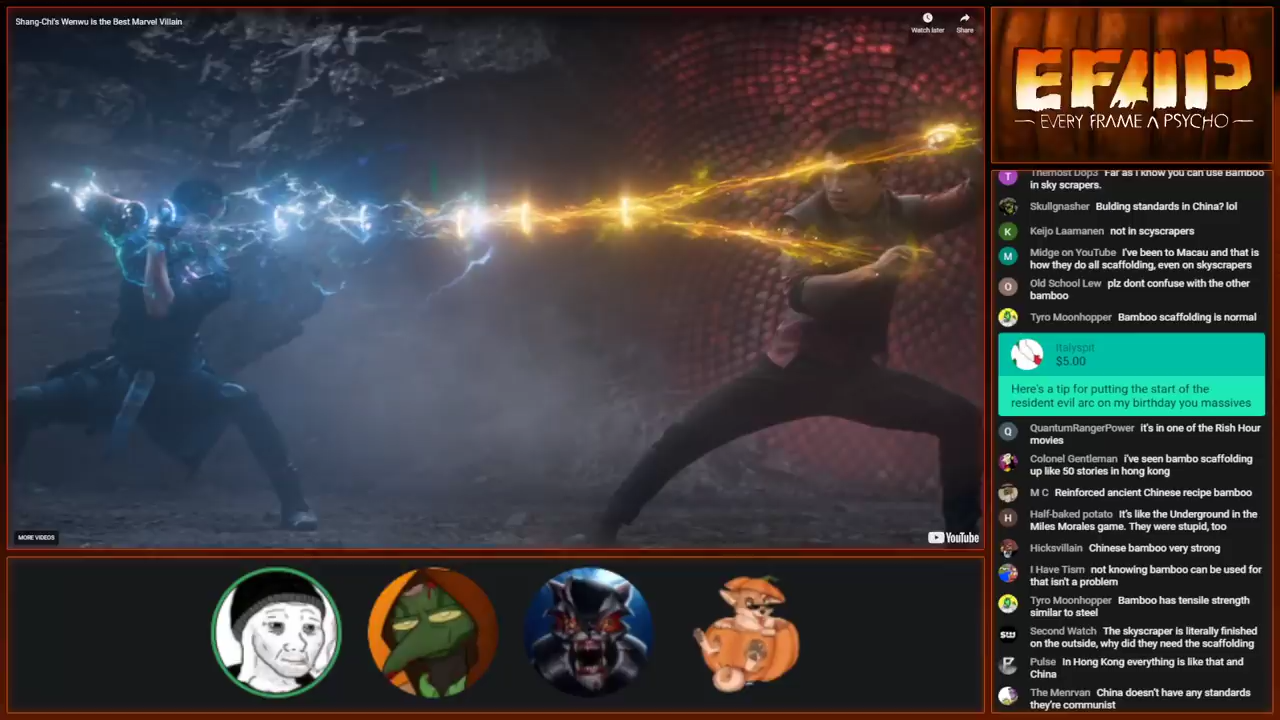 Shang-Chi's Wenwu is the Best Marvel Villain
Watch later
Share
MORE VIDEOS
YouTube
EFAP
EVERY FRAME A PSYCHO
T Themost Dop3 Far as I know you can use Bamboo
in sky scrapers.
Skullgnasher Bulding standards in China? lol
K Keijo Laamanen not in scyscrapers
M Midge on YouTube I've been to Macau and that is
how they do all scaffolding, even on skyscrapers
O Old School Lew plz dont confuse with the other
bamboo
Tyro Moonhopper Bamboo scaffolding is normal
Italyspit
$5.00
Here's a tip for putting the start of the
resident evil arc on my birthday you massives
Q QuantumRangerPower it's in one of the Rish Hour
movies
Colonel Gentleman i've seen bambo scaffolding
up like 50 stories in hong kong
M C Reinforced ancient Chinese recipe bamboo
H Half-baked potato It's like the Underground in the
Miles Morales game. They were stupid, too
Hicksvillain Chinese bamboo very strong
I Have Tism not knowing bamboo can be used for
that isn't a problem
Tyro Moonhopper Bamboo has tensile strength
similar to steel
SW Second Watch The skyscraper is literally finished
on the outside, why did they need the scaffolding
Pulse In Hong Kong everything is like that and
China
The Menrvan China doesn't have any standards
they're communist